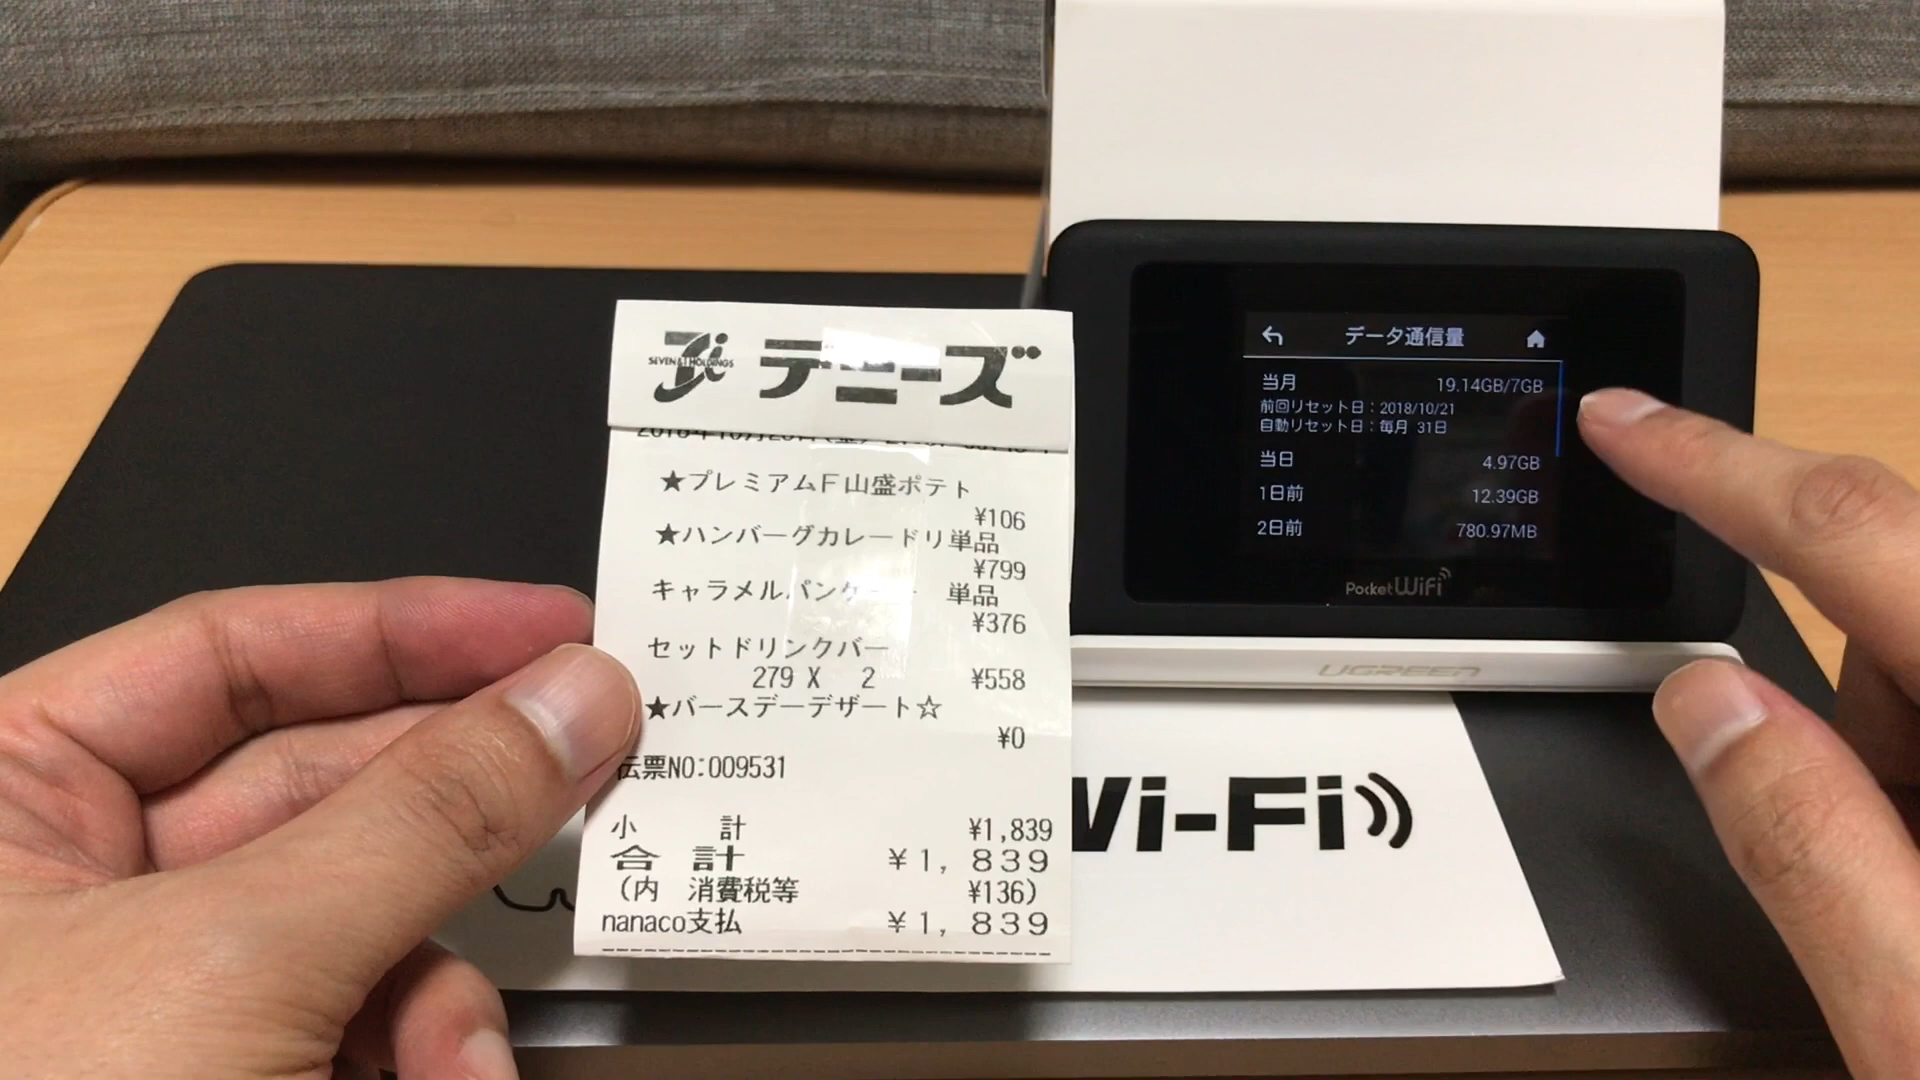 SEVEN & i HOLDINGS
デニーズ
★プレミアムF山盛ポテト
¥106
★ハンバーグカレードリ単品
¥799
キャラメルパンケ 単品
¥376
セットドリンクバー
279 X 2 ¥558
★バースデーデザート☆
¥0
伝票NO:009531
小 計 ¥1,839
合 計 ¥1,839
(内 消費税等 ¥136)
nanaco支払 ¥1,839
データ通信量
当月 19.14GB/7GB
前回リセット日:2018/10/21
自動リセット日:毎月 31日
当日 4.97GB
1日前 12.39GB
2日前 780.97MB
Pocket WiFi
UGREEN
Wi-Fi